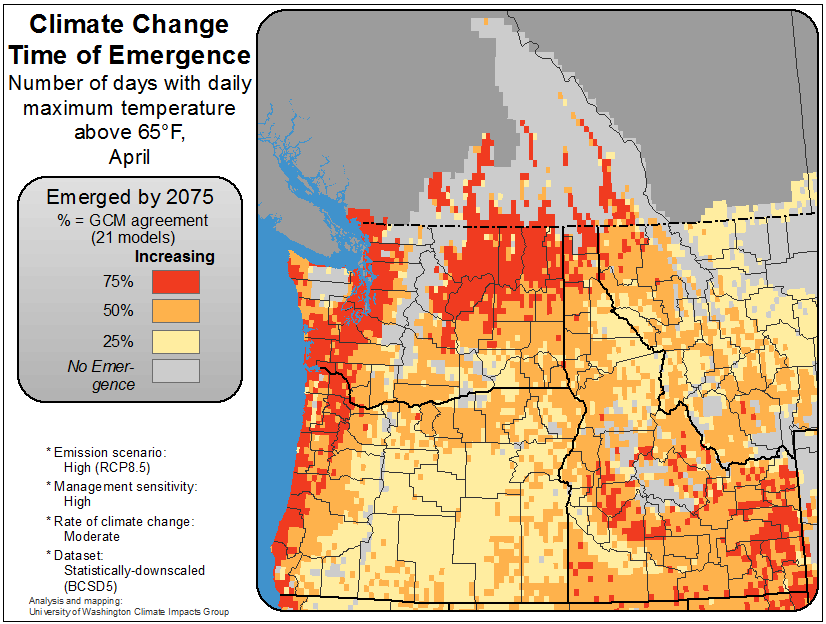 Climate Change
Time of Emergence
Number of days with daily
maximum temperature
above 65°F,
April
Emerged by 2075
% = GCM agreement
(21 models)
Increasing
75%
50%
25%
No Emer-
gence
* Emission scenario:
High (RCP8.5)
* Management sensitivity:
High
* Rate of climate change:
Moderate
* Dataset:
Statistically-downscaled
(BCSD5)
Analysis and mapping:
University of Washington Climate Impacts Group